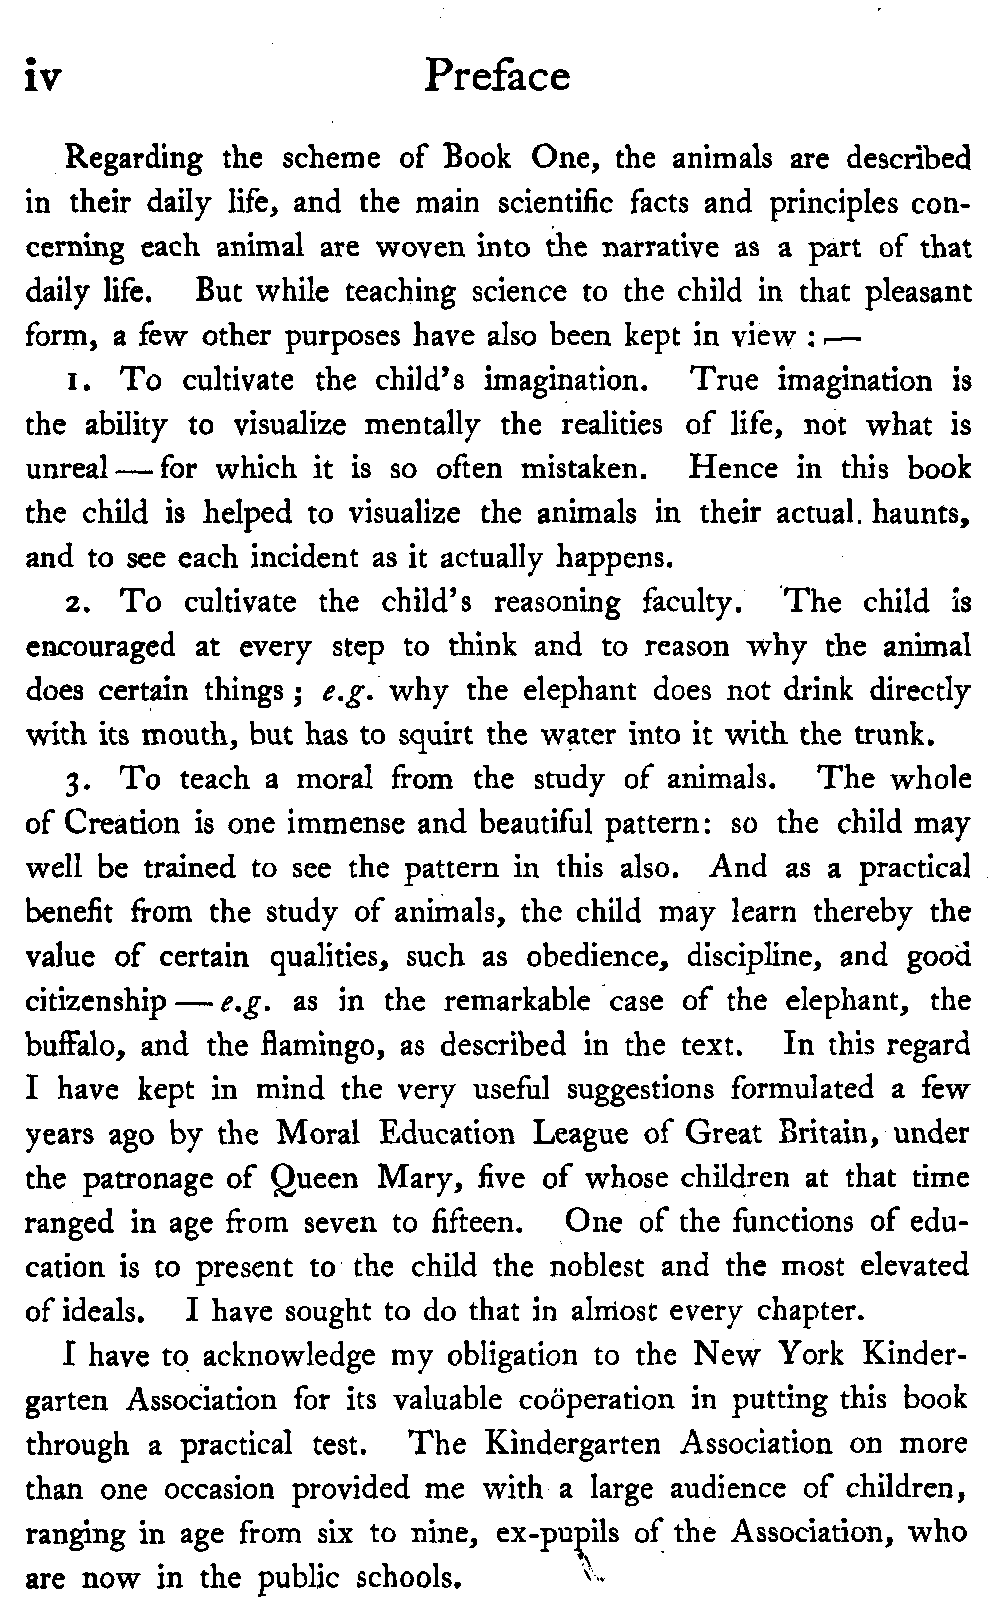 iv Preface
Regarding the scheme of Book One, the animals are described
in their daily life, and the main scientific facts and principles con-
cerning each animal are woven into the narrative as a part of that
daily life. But while teaching science to the child in that pleasant
form, a few other purposes have also been kept in view : —
1. To cultivate the child's imagination. True imagination is
the ability to visualize mentally the realities of life, not what is
unreal — for which it is so often mistaken. Hence in this book
the child is helped to visualize the animals in their actual haunts,
and to see each incident as it actually happens.
2. To cultivate the child's reasoning faculty. The child is
encouraged at every step to think and to reason why the animal
does certain things ; e.g. why the elephant does not drink directly
with its mouth, but has to squirt the water into it with the trunk.
3. To teach a moral from the study of animals. The whole
of Creation is one immense and beautiful pattern: so the child may
well be trained to see the pattern in this also. And as a practical
benefit from the study of animals, the child may learn thereby the
value of certain qualities, such as obedience, discipline, and good
citizenship — e.g. as in the remarkable case of the elephant, the
buffalo, and the flamingo, as described in the text. In this regard
I have kept in mind the very useful suggestions formulated a few
years ago by the Moral Education League of Great Britain, under
the patronage of Queen Mary, five of whose children at that time
ranged in age from seven to fifteen. One of the functions of edu-
cation is to present to the child the noblest and the most elevated
of ideals. I have sought to do that in almost every chapter.
I have to acknowledge my obligation to the New York Kinder-
garten Association for its valuable coöperation in putting this book
through a practical test. The Kindergarten Association on more
than one occasion provided me with a large audience of children,
ranging in age from six to nine, ex-pupils of the Association, who
are now in the public schools.